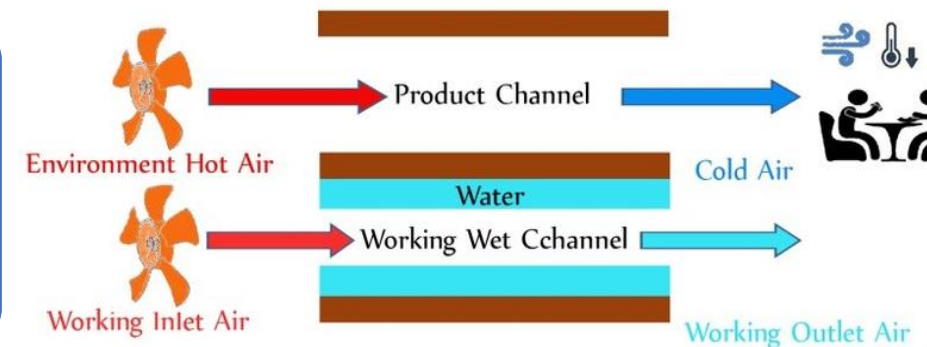 Product Channel
Environment Hot Air
Cold Air
Water
Working Wet Cchannel
Working Inlet Air
Working Outlet Air